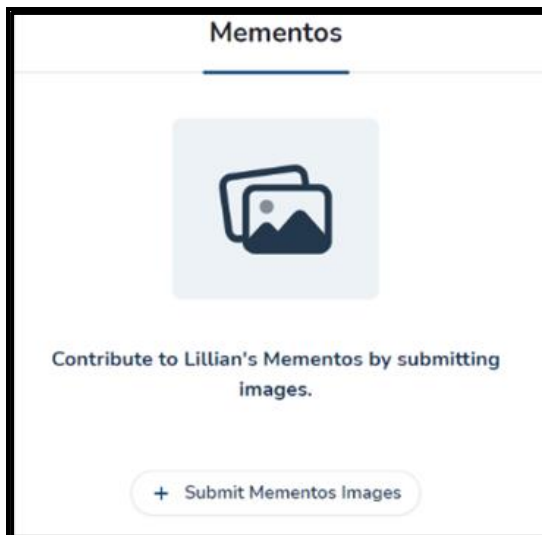 Mementos
Contribute to Lillian's Mementos by submitting
images.
+ Submit Mementos Images